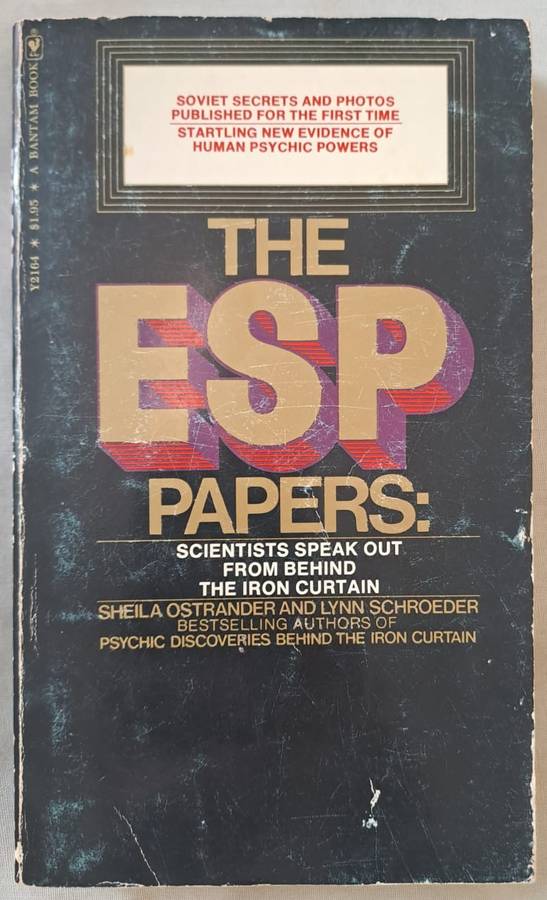 SOVIET SECRETS AND PHOTOS
PUBLISHED FOR THE FIRST TIME
STARTLING NEW EVIDENCE OF
HUMAN PSYCHIC POWERS
Y2164 * $1.95 * A BANTAM BOOK
THE
ESP
PAPERS:
SCIENTISTS SPEAK OUT
FROM BEHIND
THE IRON CURTAIN
SHEILA OSTRANDER AND LYNN SCHROEDER
BESTSELLING AUTHORS OF
PSYCHIC DISCOVERIES BEHIND THE IRON CURTAIN